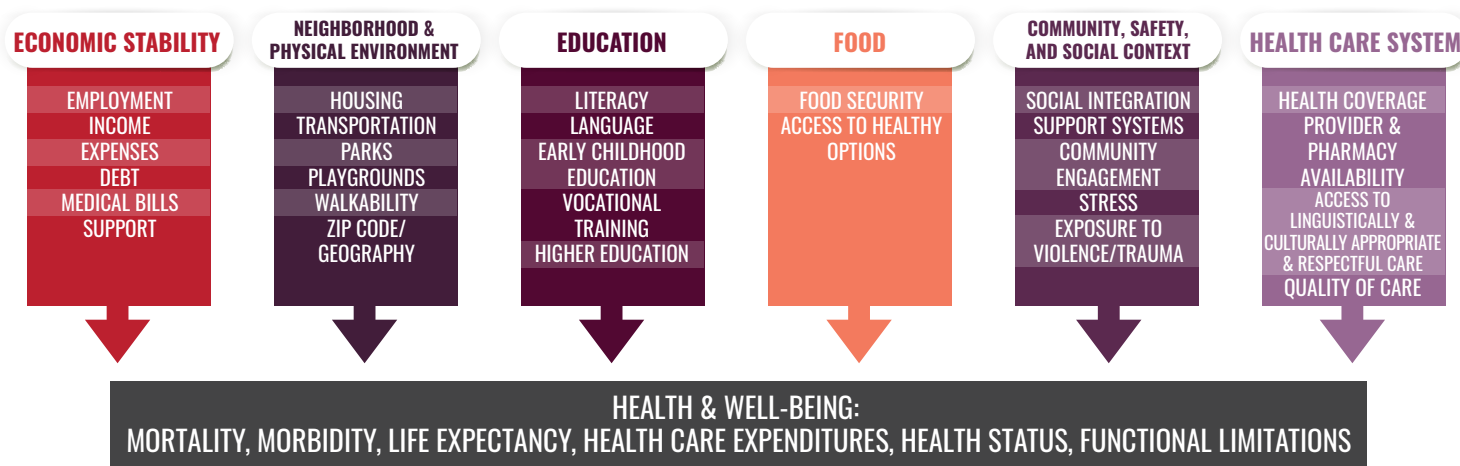 ECONOMIC STABILITY
EMPLOYMENT
INCOME
EXPENSES
DEBT
MEDICAL BILLS
SUPPORT
NEIGHBORHOOD &
PHYSICAL ENVIRONMENT
HOUSING
TRANSPORTATION
PARKS
PLAYGROUNDS
WALKABILITY
ZIP CODE/
GEOGRAPHY
EDUCATION
LITERACY
LANGUAGE
EARLY CHILDHOOD
EDUCATION
VOCATIONAL
TRAINING
HIGHER EDUCATION
FOOD
FOOD SECURITY
ACCESS TO HEALTHY
OPTIONS
COMMUNITY, SAFETY,
AND SOCIAL CONTEXT
SOCIAL INTEGRATION
SUPPORT SYSTEMS
COMMUNITY
ENGAGEMENT
STRESS
EXPOSURE TO
VIOLENCE/TRAUMA
HEALTH CARE SYSTEM
HEALTH COVERAGE
PROVIDER &
PHARMACY
AVAILABILITY
ACCESS TO
LINGUISTICALLY &
CULTURALLY APPROPRIATE
& RESPECTFUL CARE
QUALITY OF CARE
HEALTH & WELL-BEING:
MORTALITY, MORBIDITY, LIFE EXPECTANCY, HEALTH CARE EXPENDITURES, HEALTH STATUS, FUNCTIONAL LIMITATIONS